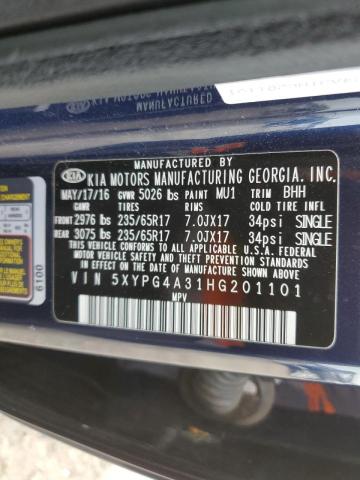 MANUFACTURED BY
KIA KIA MOTORS MANUFACTURING GEORGIA, INC.
MAY/17/16 GVWR 5026 lbs PAINT MU1 TRIM BHH
GAWR TIRES RIMS COLD TIRE INFL
FRONT 2976 lbs 235/65R17 7.0JX17 34psi SINGLE
REAR 3075 lbs 235/65R17 7.0JX17 34psi SINGLE
THIS VEHICLE CONFORMS TO ALL APPLICABLE U.S.A. FEDERAL
MOTOR VEHICLE SAFETY, BUMPER, AND THEFT PREVENTION STANDARDS
IN EFFECT ON THE DATE OF MANUFACTURE SHOWN ABOVE.
VIN 5XYPG4A31HG201101
MPV
6100